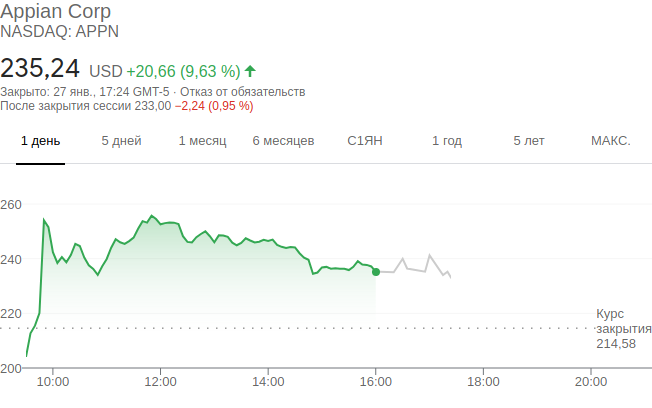 Appian Corp
NASDAQ: APPN
235,24 USD +20,66 (9,63 %)
Закрыто: 27 янв., 17:24 GMT-5 · Отказ от обязательств
После закрытия сессии 233,00 −2,24 (0,95 %)
1 день 5 дней 1 месяц 6 месяцев С1ЯН 1 год 5 лет МАКС.
260
240
220
Курс
закрытия
214,58
200
10:00 12:00 14:00 16:00 18:00 20:00